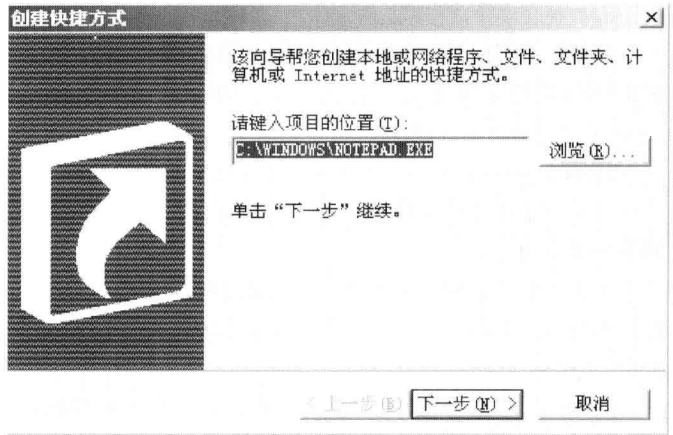 创建快捷方式
该向导帮您创建本地或网络程序、文件、文件夹、计
算机或 Internet 地址的快捷方式。
请键入项目的位置(T):
C:\WINDOWS\NOTEPAD.EXE
浏览(R)...
单击“下一步”继续。
< 上一步(B)
下一步(N) >
取消